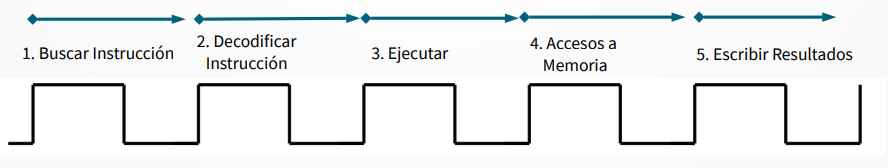 1. Buscar Instrucción
2. Decodificar
Instrucción
3. Ejecutar
4. Accesos a
Memoria
5. Escribir Resultados